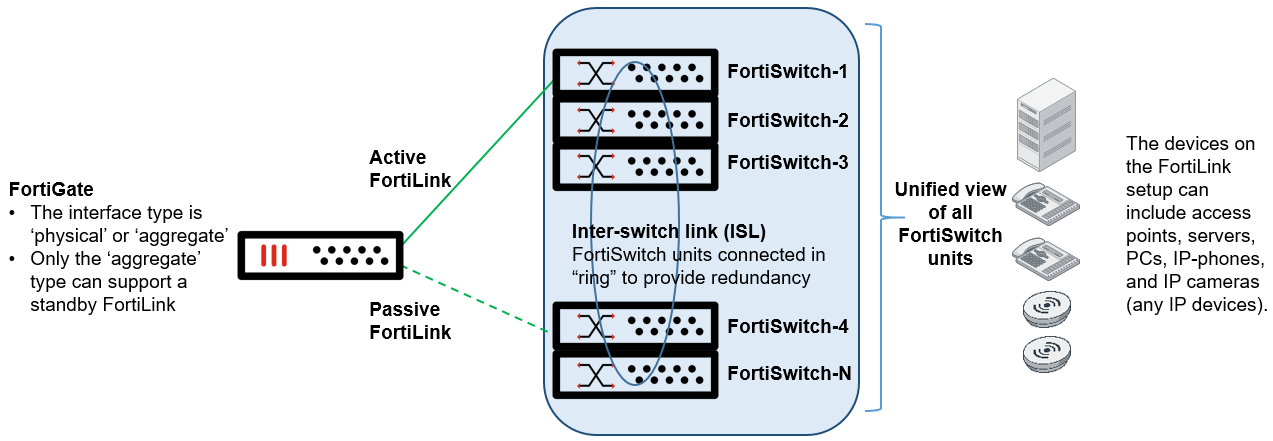 FortiGate
• The interface type is
‘physical’ or ‘aggregate’
• Only the ‘aggregate’
type can support a
standby FortiLink
Active
FortiLink
Passive
FortiLink
FortiSwitch-1
FortiSwitch-2
FortiSwitch-3
Inter-switch link (ISL)
FortiSwitch units connected in
“ring” to provide redundancy
FortiSwitch-4
FortiSwitch-N
Unified view
of all
FortiSwitch
units
The devices on
the FortiLink
setup can
include access
points, servers,
PCs, IP-phones,
and IP cameras
(any IP devices).